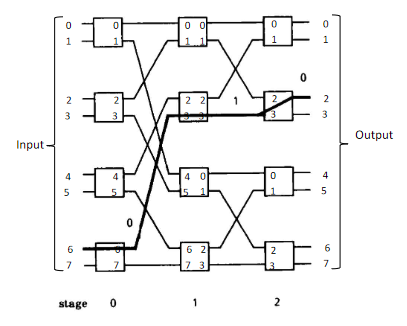 0 0 0 0 0 0
1 1 0 1 1 1
0
2 2 2 2 2 2
3 3 3 3 3 3
1
Input Output
4 4 4 0 0 4
5 5 5 1 1 5
0
6 6 6 2 2 6
7 7 7 3 3 7
stage 0 1 2